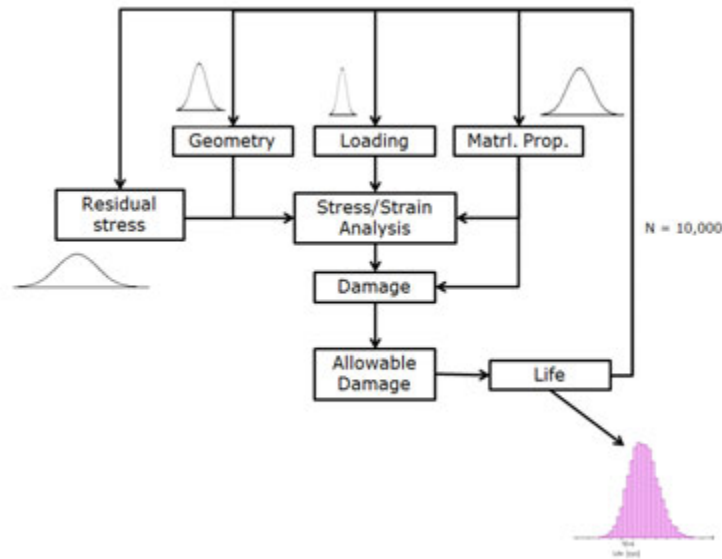 Geometry
Loading
Matrl. Prop.
Residual
stress
Stress/Strain
Analysis
N = 10,000
Damage
Allowable
Damage
Life